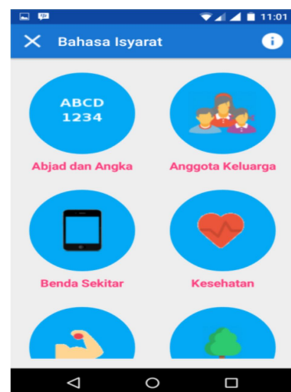 11:01
Bahasa Isyarat
ABCD
1234
Abjad dan Angka
Anggota Keluarga
Benda Sekitar
Kesehatan